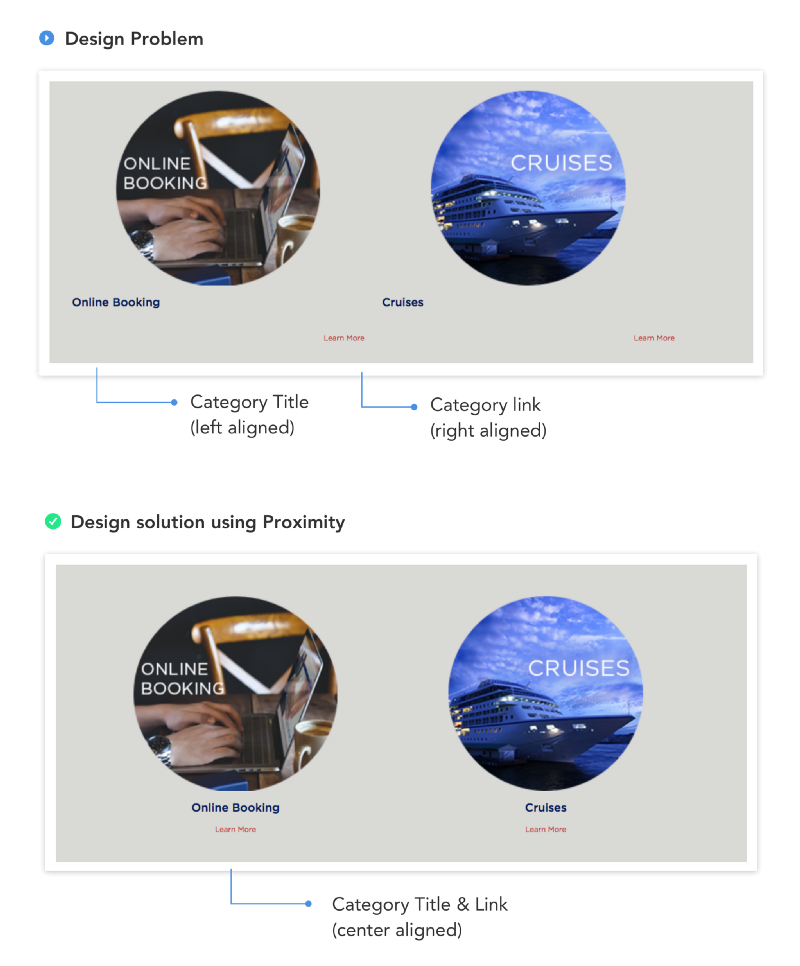 Design Problem
ONLINE
BOOKING
CRUISES
Online Booking
Cruises
Learn More
Learn More
Category Title
(left aligned)
Category link
(right aligned)
Design solution using Proximity
ONLINE
BOOKING
CRUISES
Online Booking
Cruises
Learn More
Learn More
Category Title & Link
(center aligned)